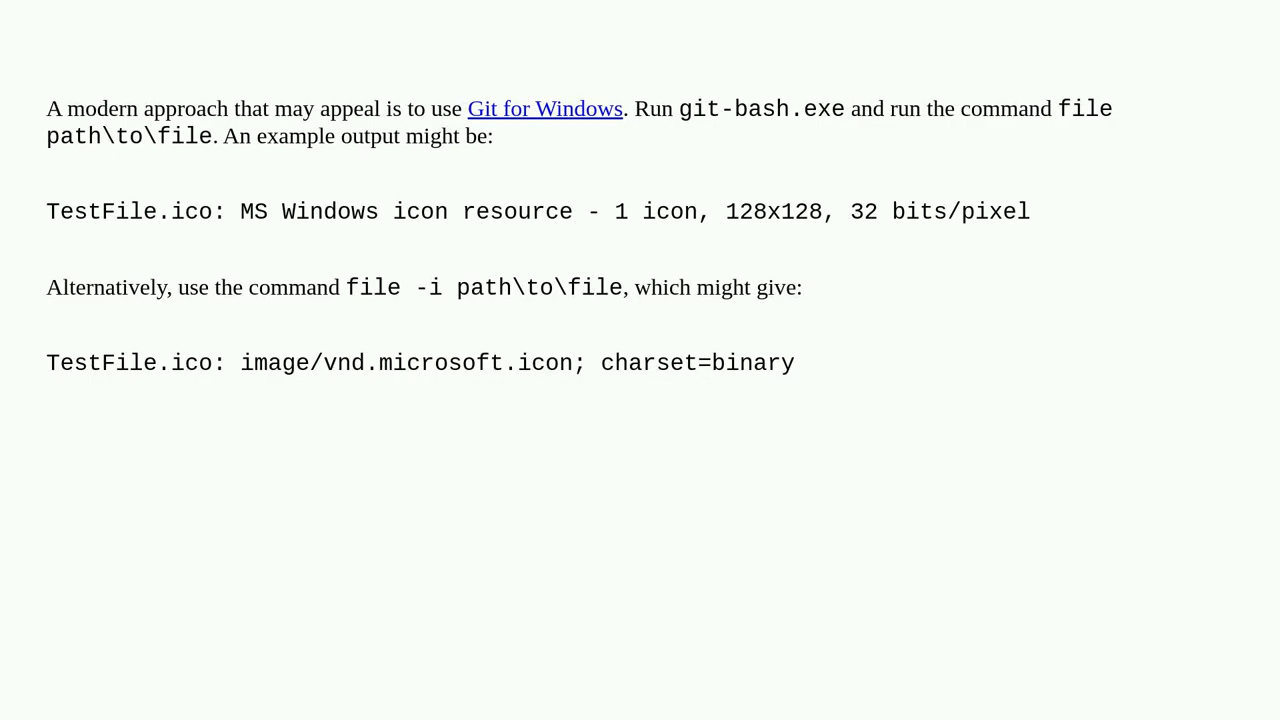 A modern approach that may appeal is to use Git for Windows. Run git-bash.exe and run the command file
path\to\file. An example output might be:
TestFile.ico: MS Windows icon resource - 1 icon, 128x128, 32 bits/pixel
Alternatively, use the command file -i path\to\file, which might give:
TestFile.ico: image/vnd.microsoft.icon; charset=binary